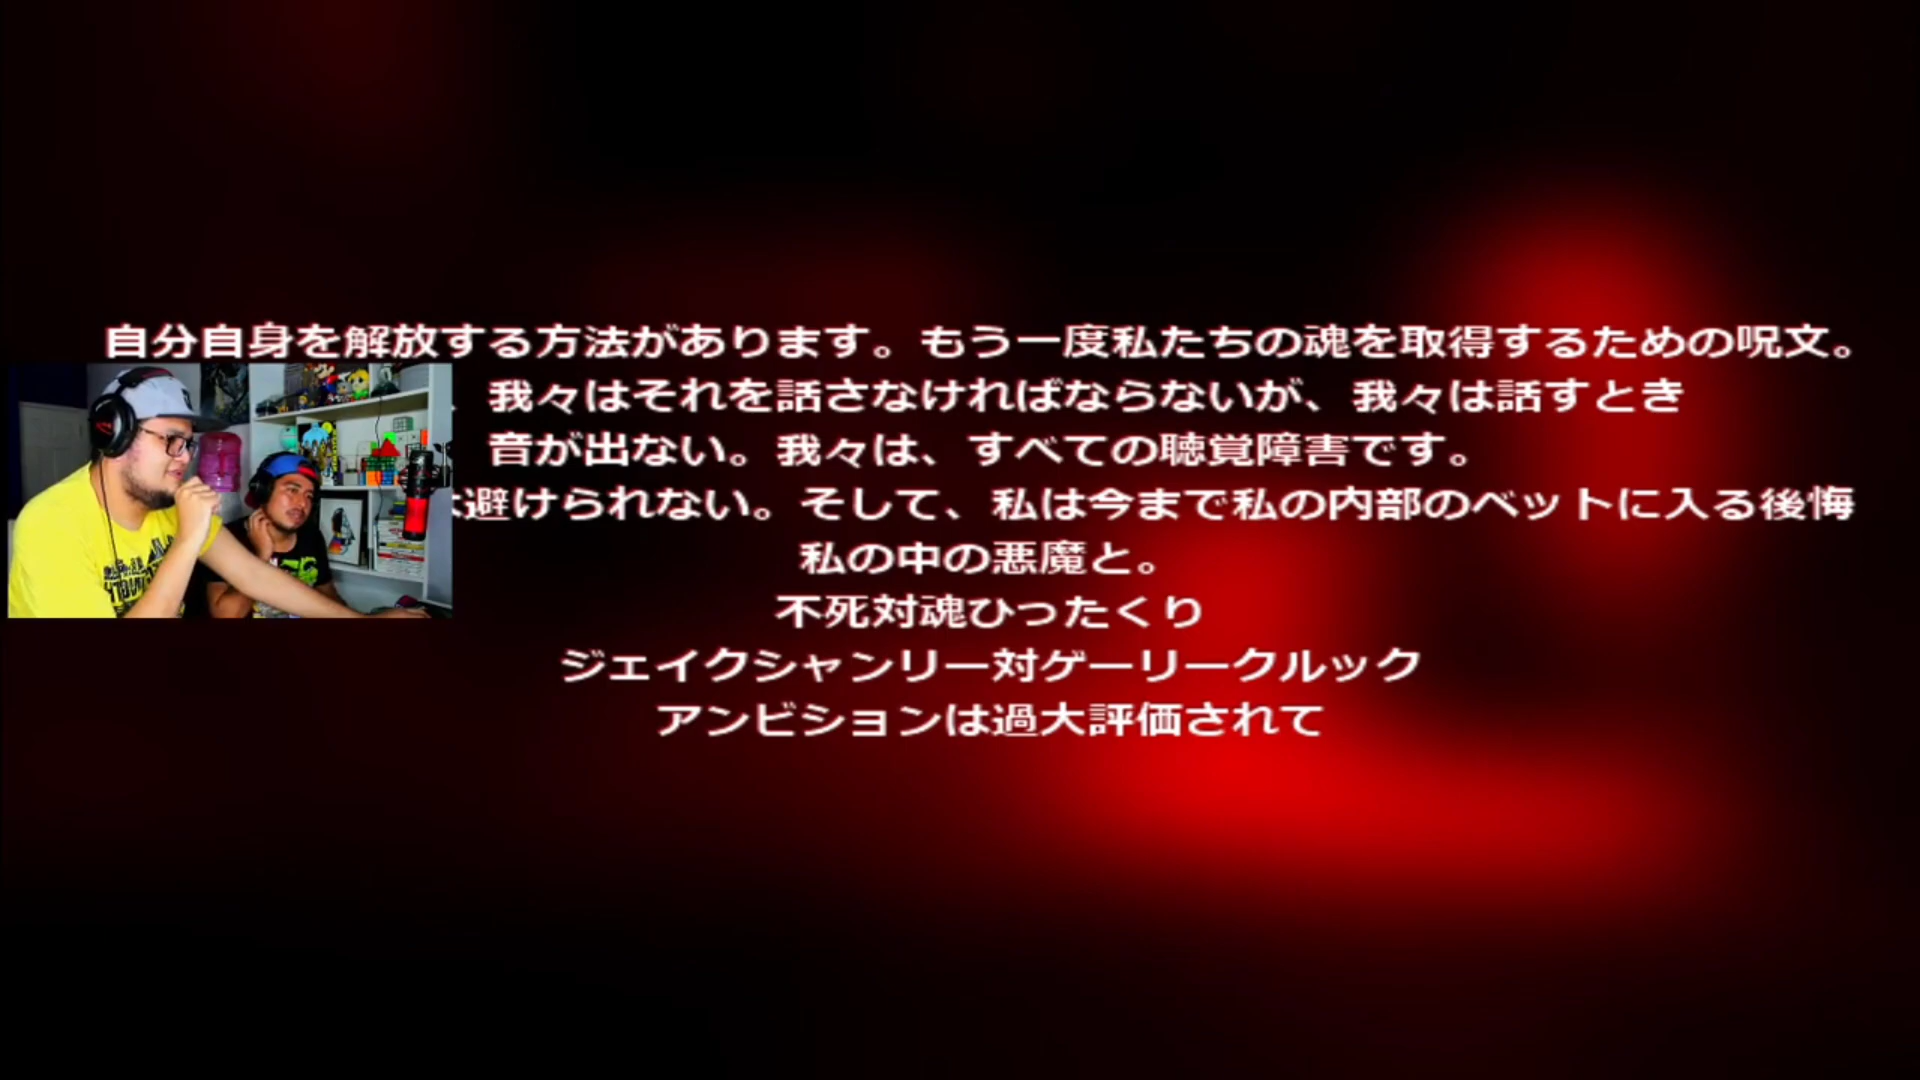 自分自身を解放する方法があります。もう一度私たちの魂を取得するための呪文。
、我々はそれを話さなければならないが、我々は話すとき
音が出ない。我々は、すべての聴覚障害です。
避けられない。そして、私は今まで私の内部のベットに入る後悔
私の中の悪魔と。
不死対魂ひったくり
ジェイクシャンリー対ゲーリークルック
アンビションは過大評価されて